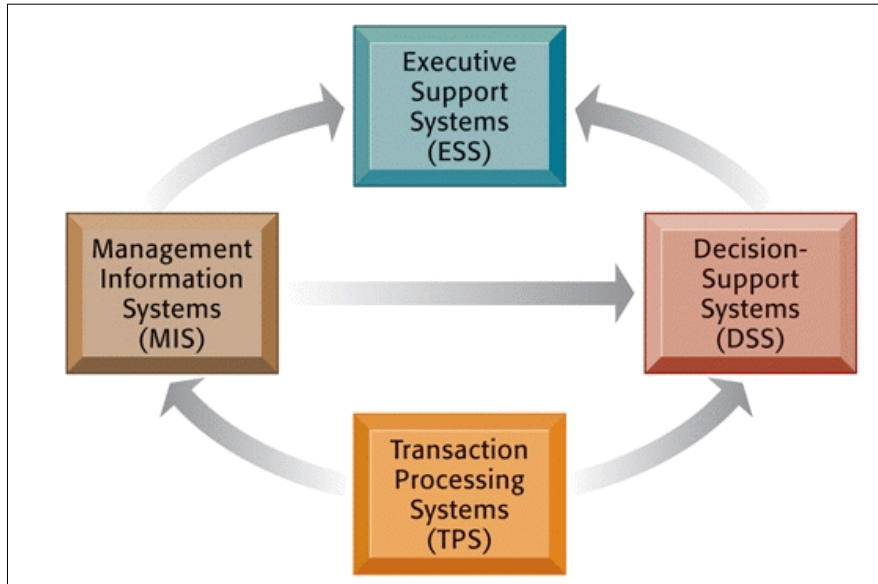 Executive
Support
Systems
(ESS)
Management
Information
Systems
(MIS)
Decision-
Support
Systems
(DSS)
Transaction
Processing
Systems
(TPS)